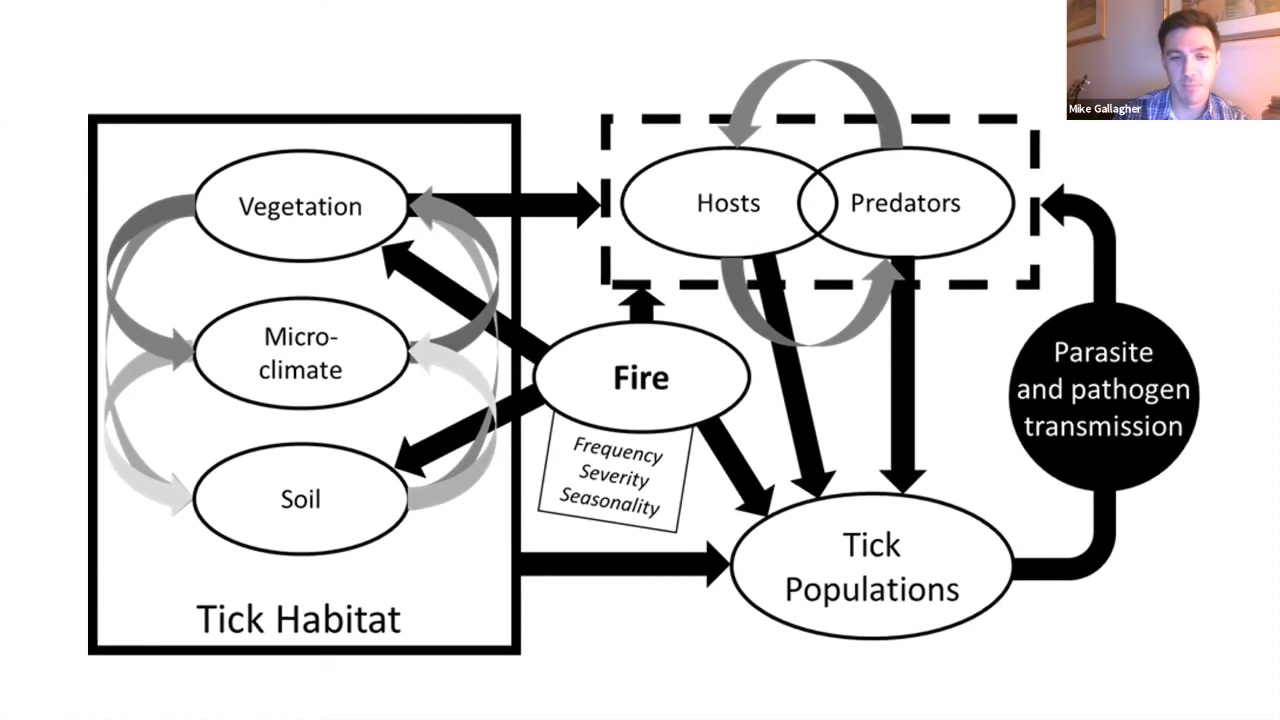 Mike Gallagher
Vegetation
Hosts
Predators
Micro-
climate
Fire
Parasite
and pathogen
transmission
Frequency
Severity
Seasonality
Soil
Tick
Populations
Tick Habitat